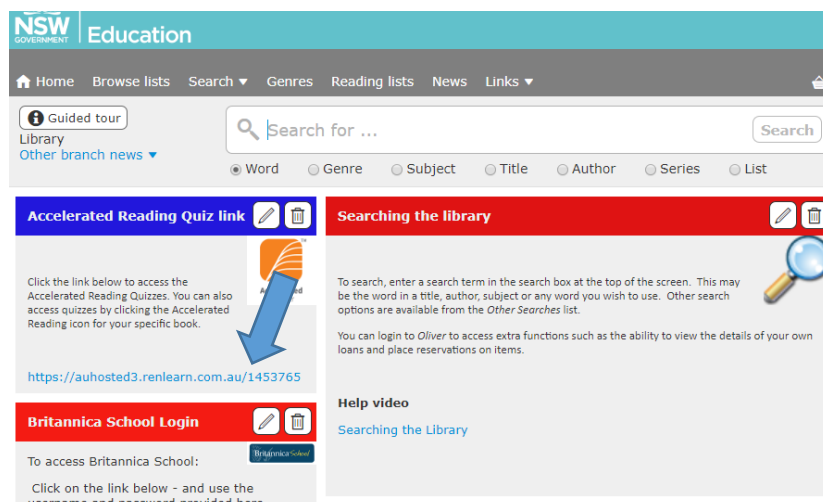 NSW
GOVERNMENT
Education
Home Browse lists Search ▼ Genres Reading lists News Links ▼
Guided tour
Library
Other branch news ▼
Search for ...
Search
Word Genre Subject Title Author Series List
Accelerated Reading Quiz link
Click the link below to access the
Accelerated Reading Quizzes. You can also
access quizzes by clicking the Accelerated
Reading icon for your specific book.
https://auhosted3.renlearn.com.au/1453765
Britannica School Login
Britannica School
To access Britannica School:
Click on the link below - and use the
username and password provided here
Searching the library
To search, enter a search term in the search box at the top of the screen. This may
be the word in a title, author, subject or any word you wish to use. Other search
options are available from the Other Searches list.
You can login to Oliver to access extra functions such as the ability to view the details of your own
loans and place reservations on items.
Help video
Searching the Library